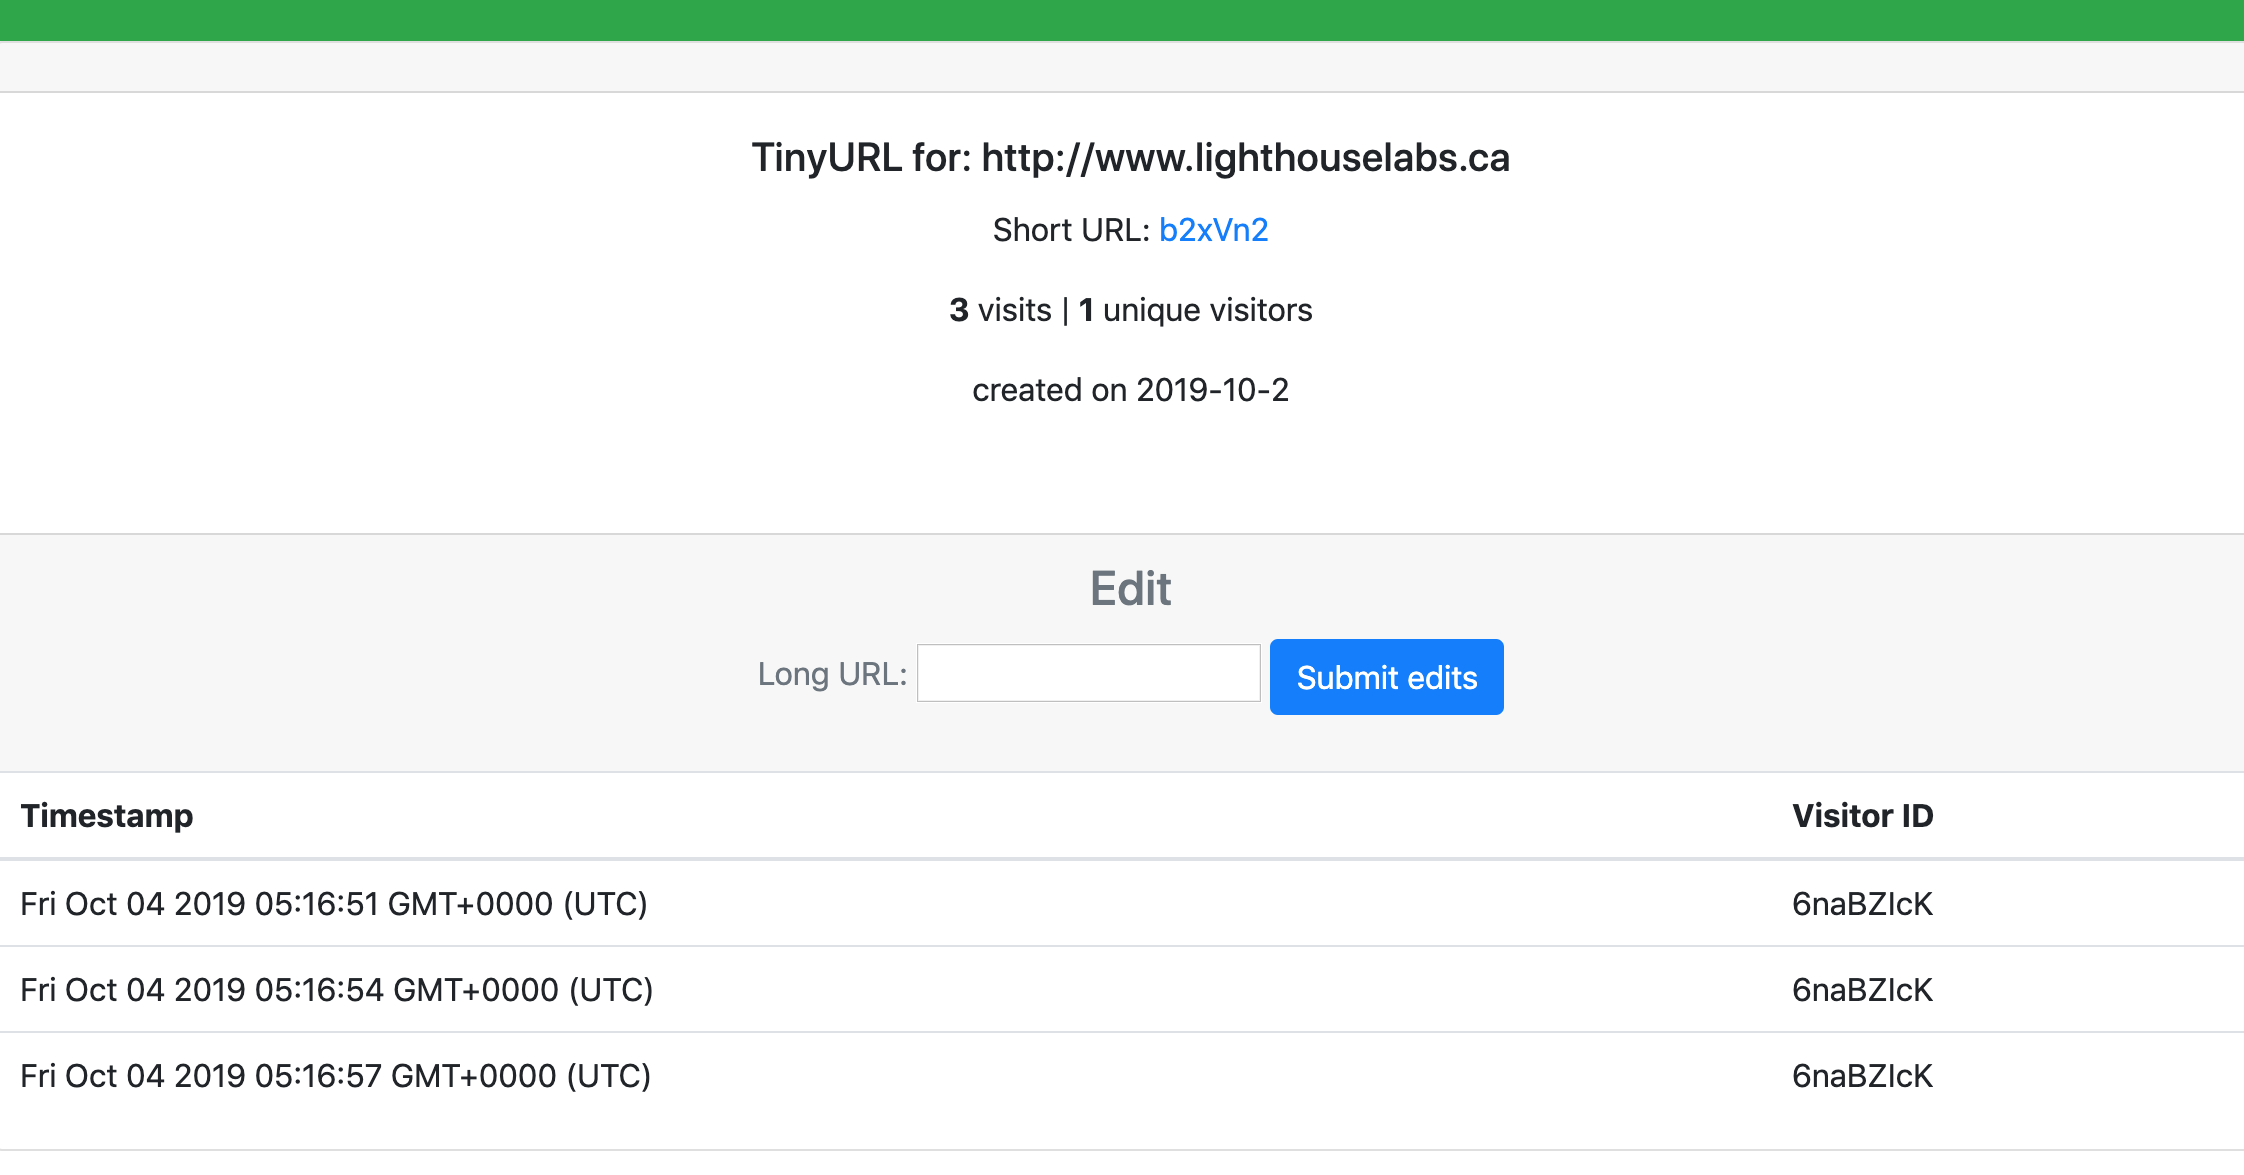 TinyURL for: http://www.lighthouselabs.ca
Short URL: b2xVn2
3 visits | 1 unique visitors
created on 2019-10-2
Edit
Long URL: Submit edits
Timestamp Visitor ID
Fri Oct 04 2019 05:16:51 GMT+0000 (UTC) 6naBZIcK
Fri Oct 04 2019 05:16:54 GMT+0000 (UTC) 6naBZIcK
Fri Oct 04 2019 05:16:57 GMT+0000 (UTC) 6naBZIcK